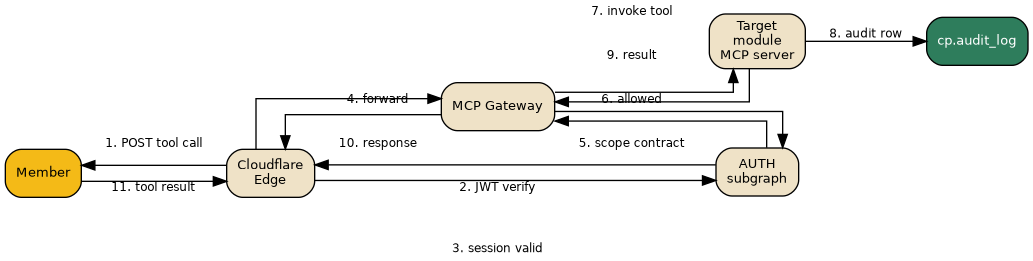 7. invoke tool
Target
module
MCP server
8. audit row
cp.audit_log
9. result
4. forward
MCP Gateway
6. allowed
1. POST tool call
10. response
5. scope contract
Member
Cloudflare
Edge
AUTH
subgraph
11. tool result
2. JWT verify
3. session valid